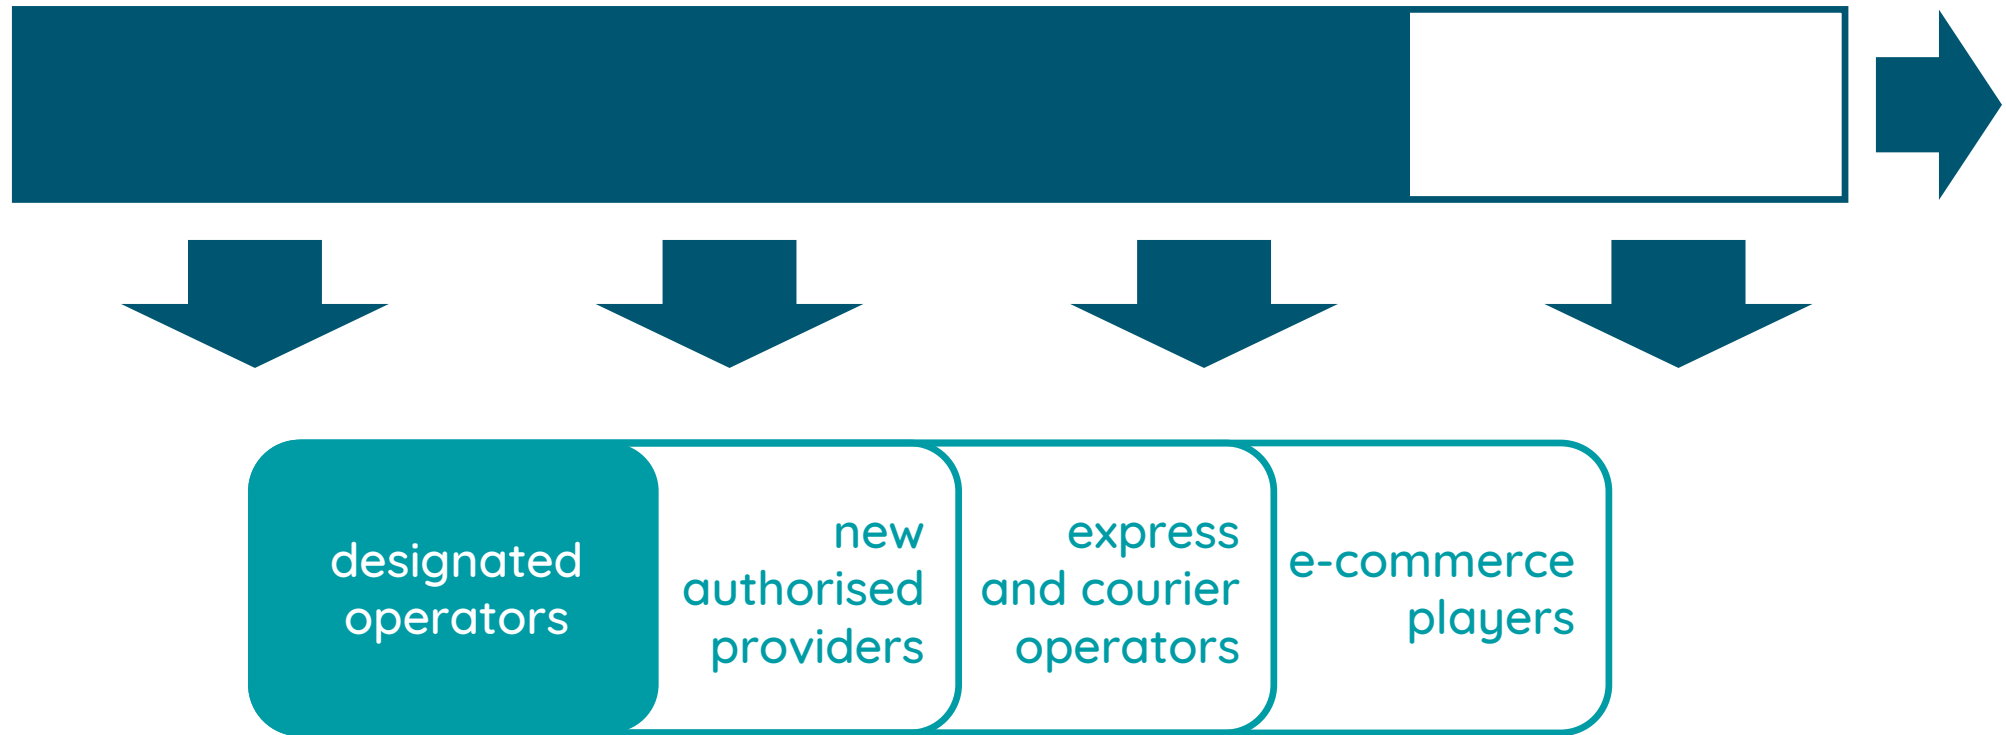 designated
operators
new
authorised
providers
express
and courier
operators
e-commerce
players